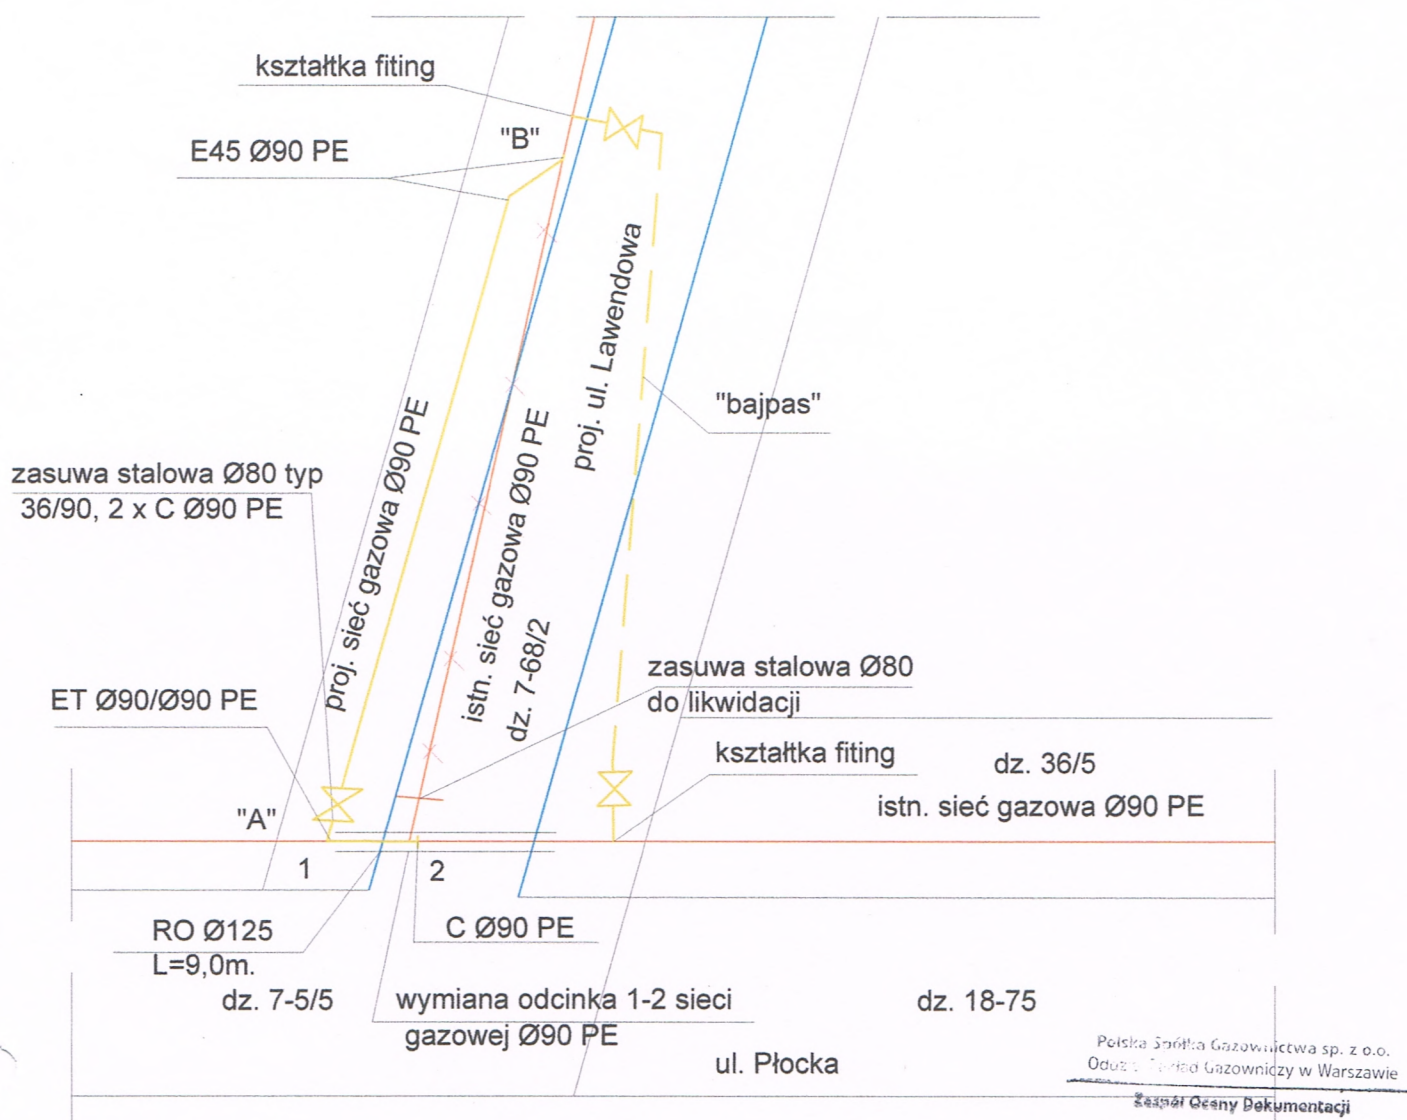 kształtka fiting
"B"
E45 Ø90 PE
proj. ul. Lawendowa
"bajpas"
proj. sieć gazowa Ø90 PE
istn. sieć gazowa Ø90 PE
dz. 7-68/2
zasuwa stalowa Ø80 typ
36/90, 2 x C Ø90 PE
zasuwa stalowa Ø80
do likwidacji
ET Ø90/Ø90 PE
kształtka fiting
dz. 36/5
istn. sieć gazowa Ø90 PE
"A"
1
2
RO Ø125
L=9,0m.
C Ø90 PE
dz. 7-5/5
wymiana odcinka 1-2 sieci
gazowej Ø90 PE
dz. 18-75
ul. Płocka
Polska Spółka Gazownictwa sp. z o.o.
Zakład Gazowniczy w Warszawie
Zespół Oceny Dokumentacji